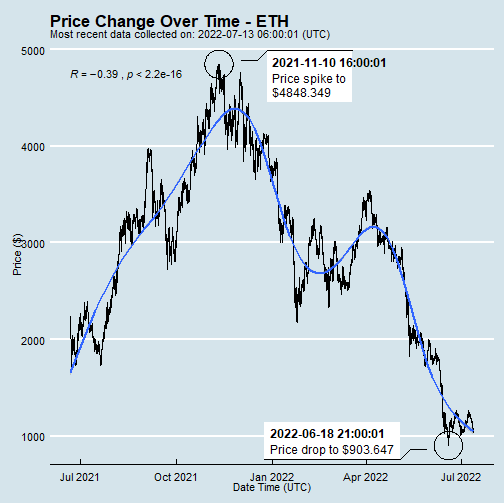 Price Change Over Time - ETH
Most recent data collected on: 2022-07-13 06:00:01 (UTC)
5000
R = −0.39 , p < 2.2e-16
2021-11-10 16:00:01
Price spike to
$4848.349
4000
3000
Price ($)
2000
2022-06-18 21:00:01
Price drop to $903.647
1000
Jul 2021
Oct 2021
Jan 2022
Apr 2022
Jul 2022
Date Time (UTC)